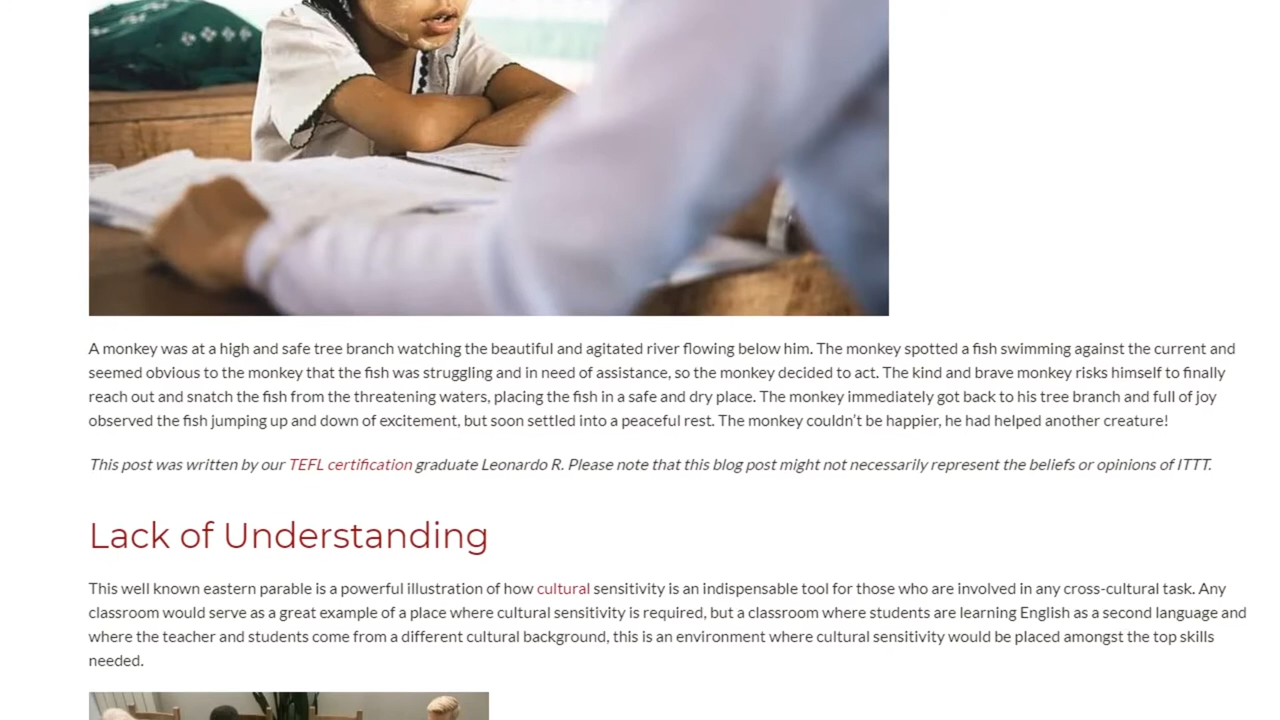 A monkey was at a high and safe tree branch watching the beautiful and agitated river flowing below him. The monkey spotted a fish swimming against the current and
seemed obvious to the monkey that the fish was struggling and in need of assistance, so the monkey decided to act. The kind and brave monkey risks himself to finally
reach out and snatch the fish from the threatening waters, placing the fish in a safe and dry place. The monkey immediately got back to his tree branch and full of joy
observed the fish jumping up and down of excitement, but soon settled into a peaceful rest. The monkey couldn't be happier, he had helped another creature!
This post was written by our TEFL certification graduate Leonardo R. Please note that this blog post might not necessarily represent the beliefs or opinions of ITTT.
Lack of Understanding
This well known eastern parable is a powerful illustration of how cultural sensitivity is an indispensable tool for those who are involved in any cross-cultural task. Any
classroom would serve as a great example of a place where cultural sensitivity is required, but a classroom where students are learning English as a second language and
where the teacher and students come from a different cultural background, this is an environment where cultural sensitivity would be placed amongst the top skills
needed.